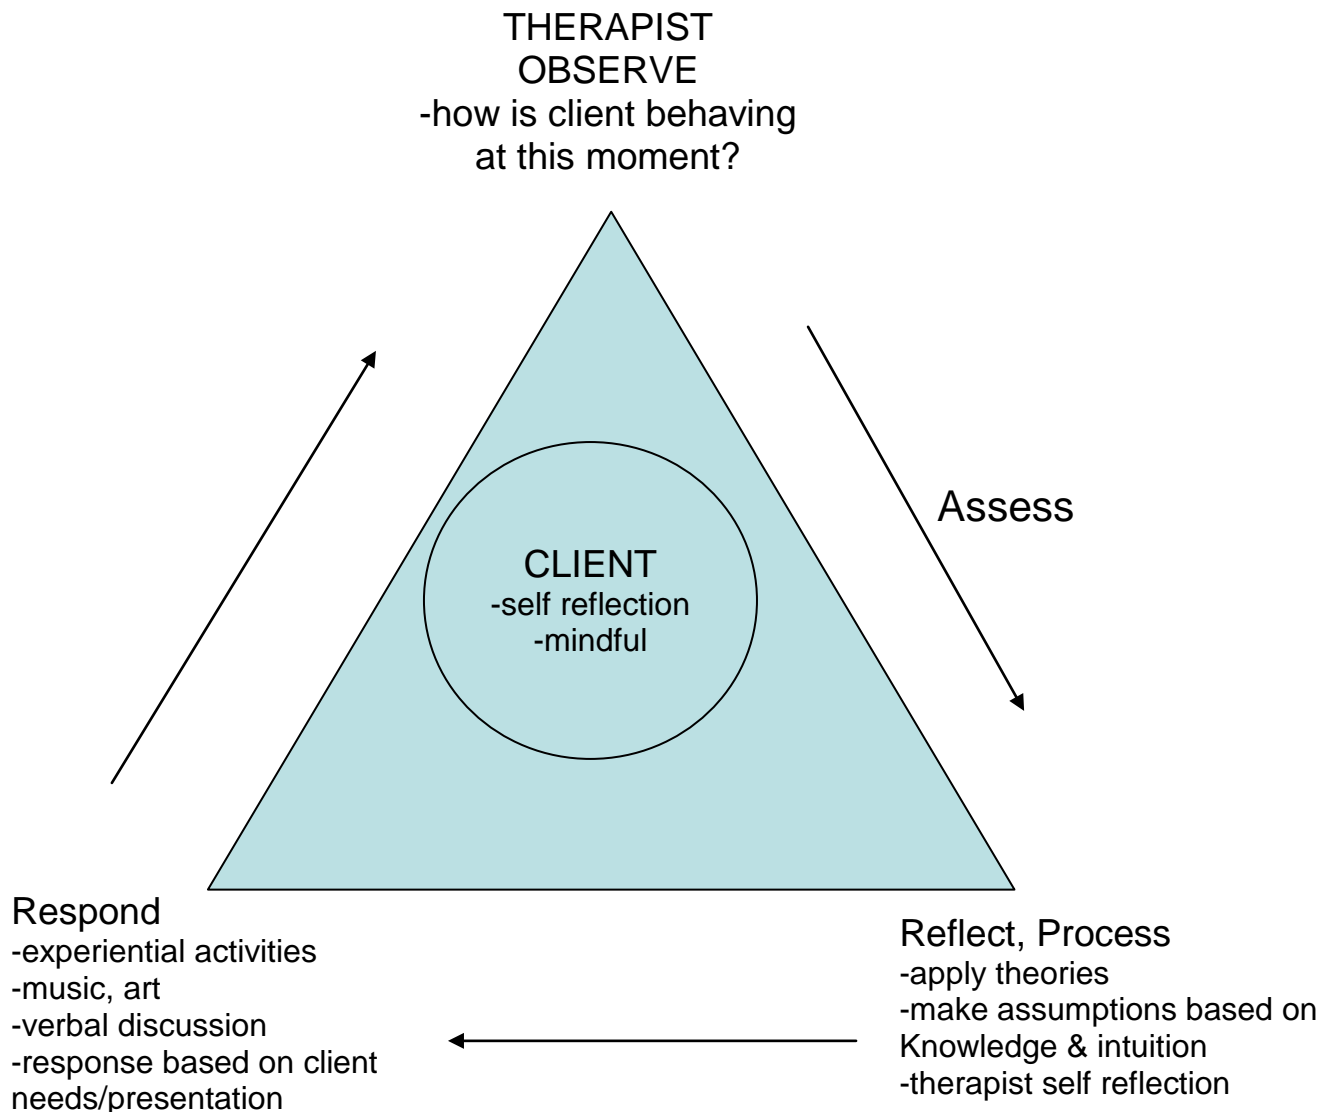 THERAPIST
OBSERVE
-how is client behaving
at this moment?
Assess
CLIENT
-self reflection
-mindful
Respond
-experiential activities
-music, art
-verbal discussion
-response based on client
needs/presentation
Reflect, Process
-apply theories
-make assumptions based on
Knowledge & intuition
-therapist self reflection